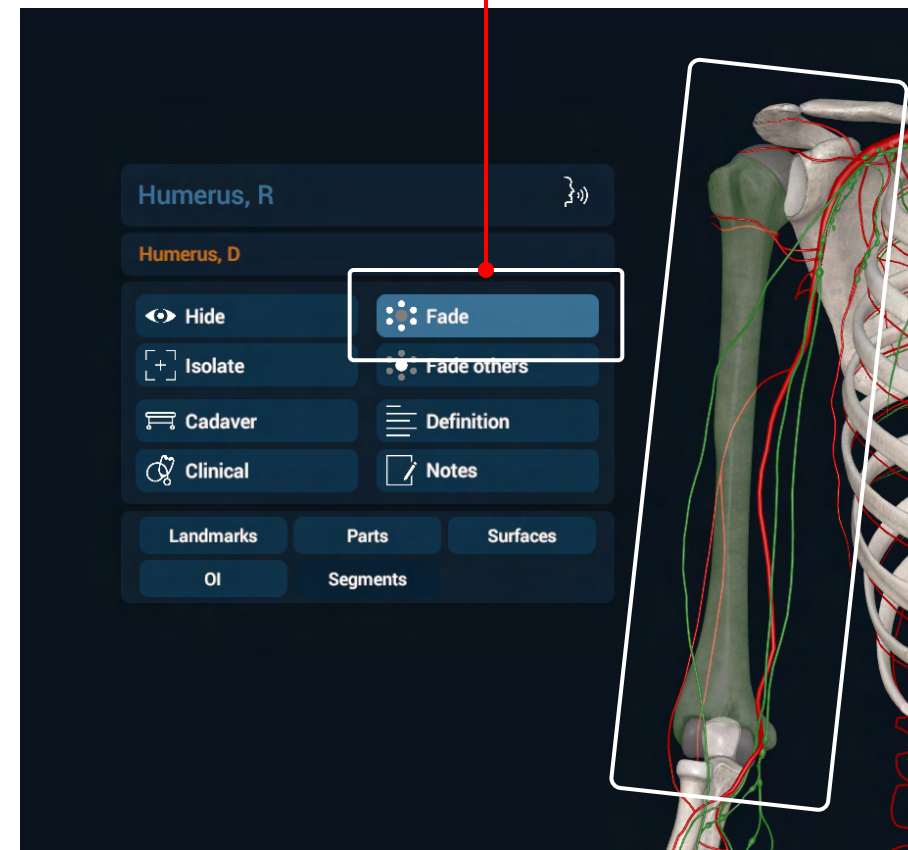 Humerus, R
Humerus, D
Hide
Fade
Isolate
Fade others
Cadaver
Definition
Clinical
Notes
Landmarks
Parts
Surfaces
OI
Segments